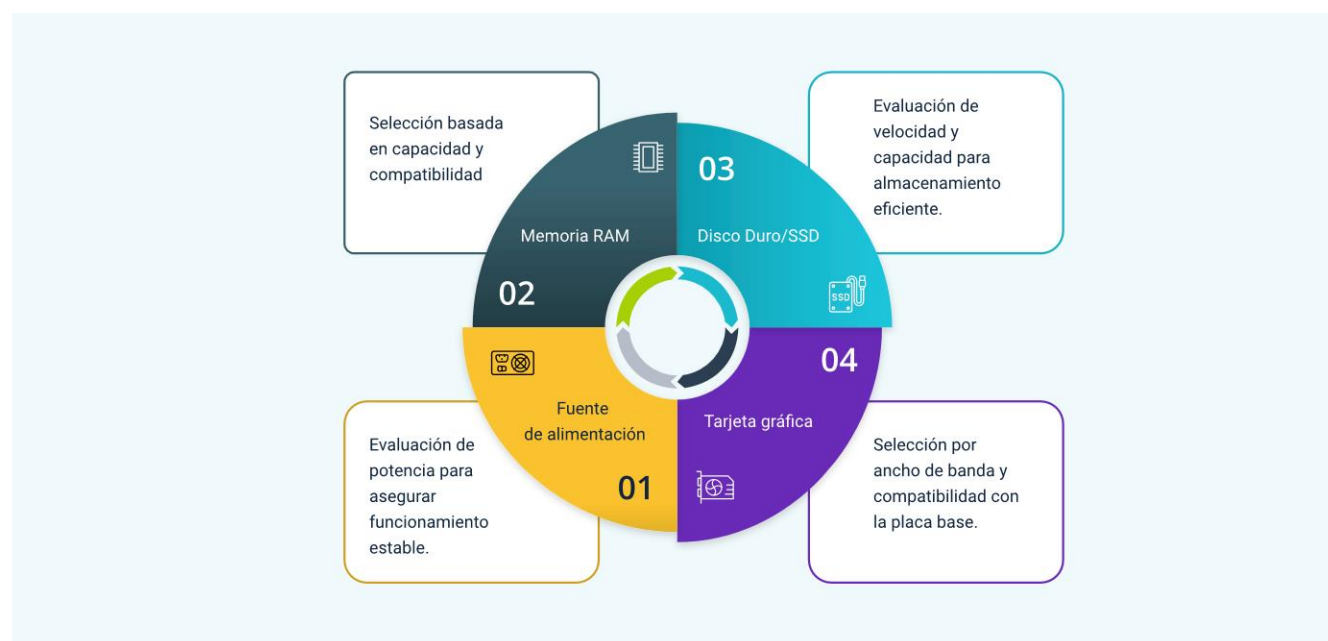 Selección basada
en capacidad y
compatibilidad
Memoria RAM
02
Evaluación de
velocidad y
capacidad para
almacenamiento
eficiente.
03
Disco Duro/SSD
SSD
Evaluación de
potencia para
asegurar
funcionamiento
estable.
Fuente
de alimentación
01
04
Tarjeta gráfica
Selección por
ancho de banda y
compatibilidad con
la placa base.